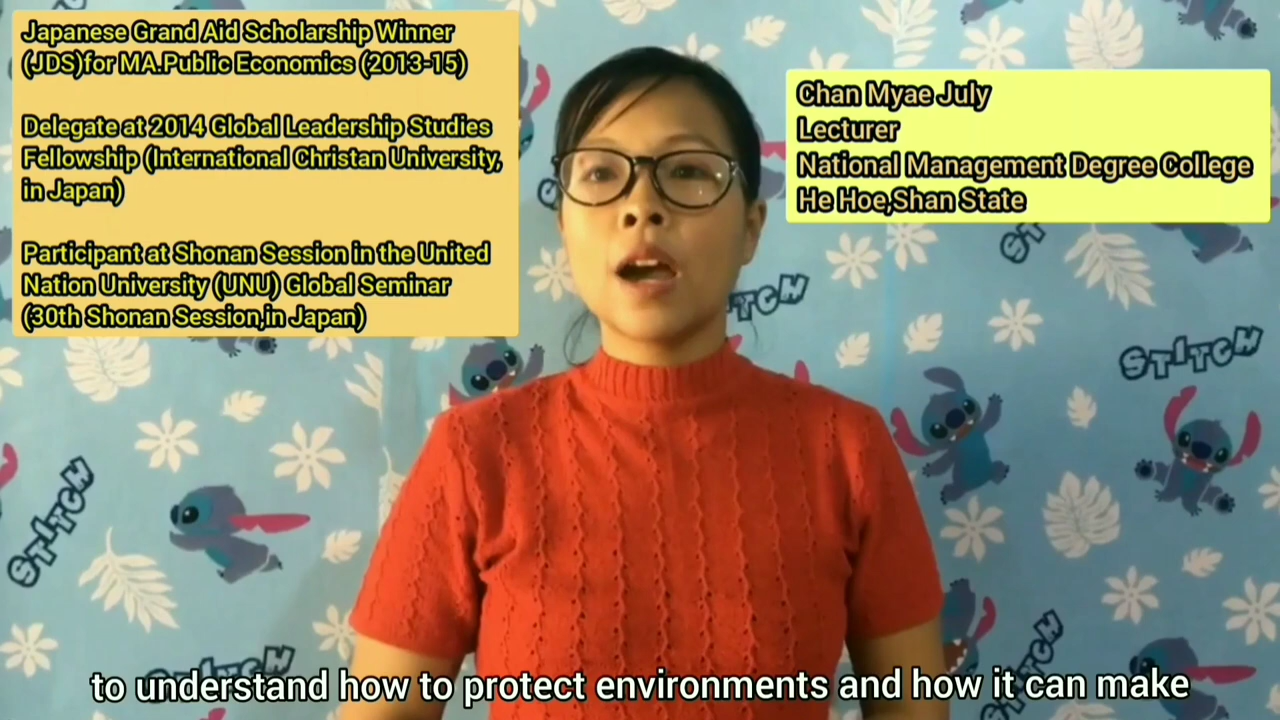 Japanese Grand Aid Scholarship Winner
(JDS)for MA.Public Economics (2013-15)
Delegate at 2014 Global Leadership Studies
Fellowship (International Christan University,
in Japan)
Participant at Shonan Session in the United
Nation University (UNU) Global Seminar
(30th Shonan Session,in Japan)
Chan Myae July
Lecturer
National Management Degree College
He Hoe,Shan State
STITCH
STITCH
STITCH
to understand how to protect environments and how it can make